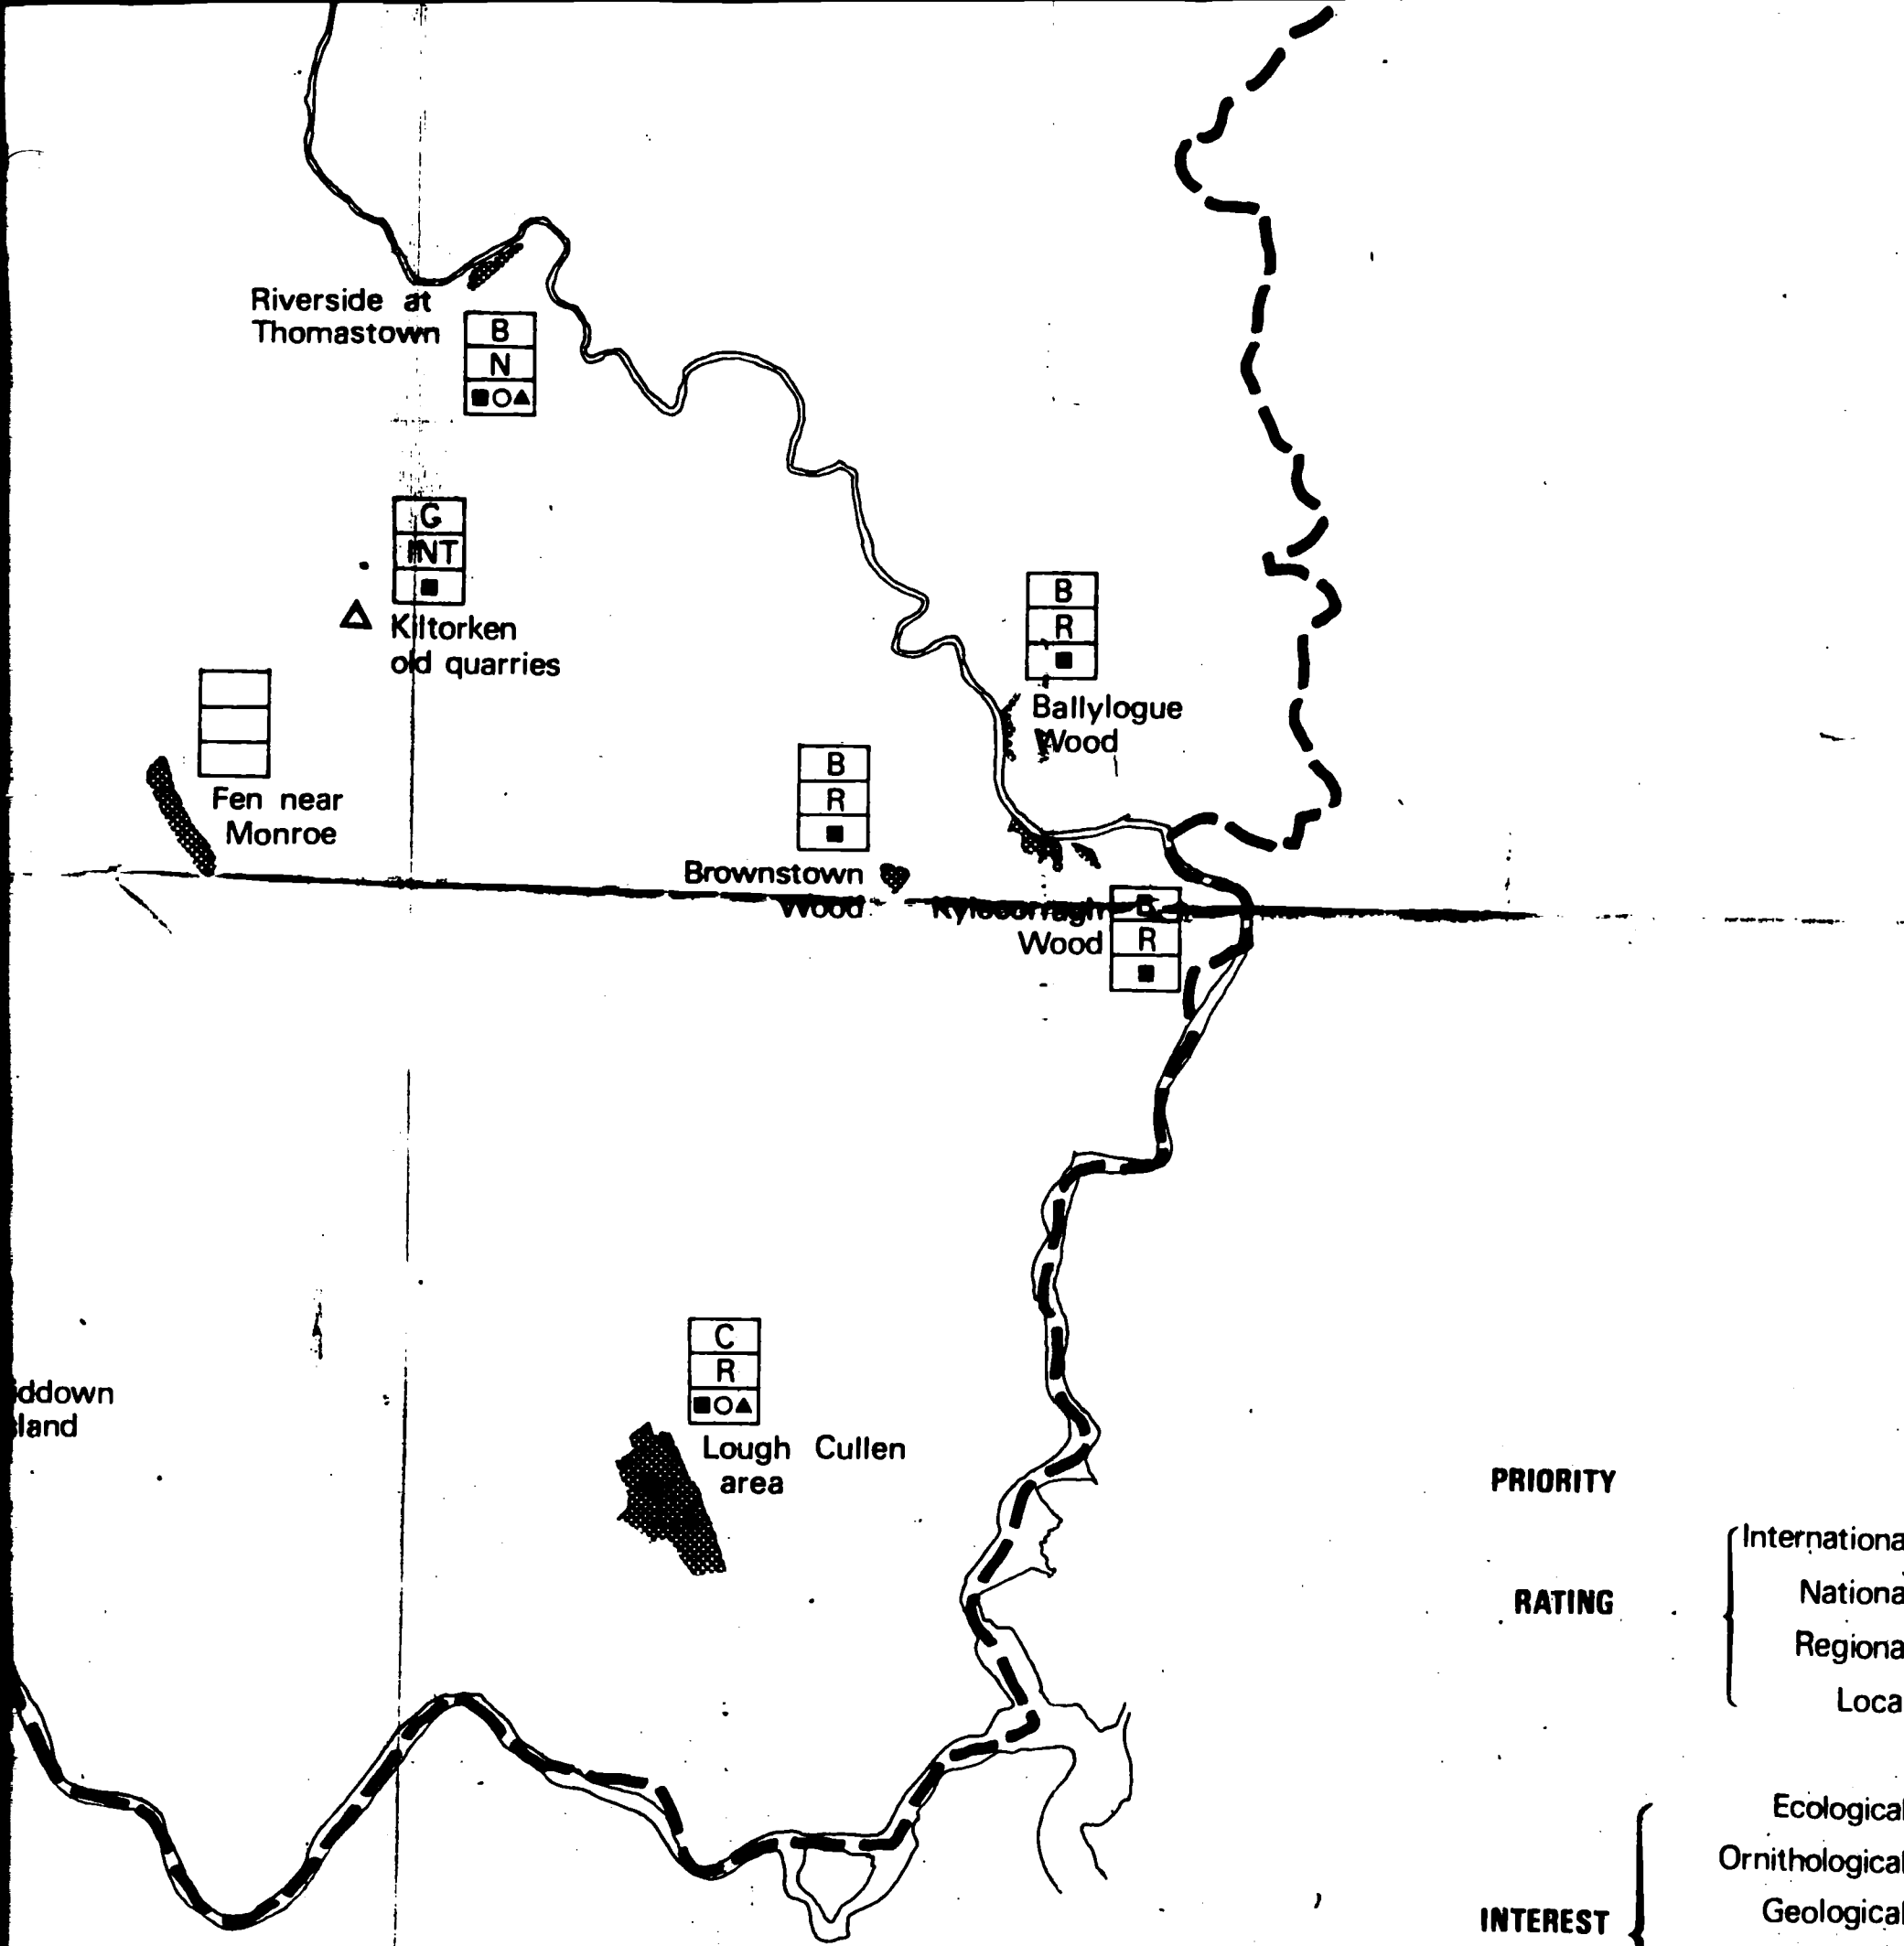 Riverside at
Thomastown
B
N
■○▲
G
INT
■
Kiltorken
old quarries
B
R
■
Ballylogue
Wood
Fen near
Monroe
B
R
■
Brownstown
Wood
B
R
■
Wood
C
R
■○▲
Lough Cullen
area
ddown
land
PRIORITY
RATING
Internationa
Nationa
Regiona
Loca
INTEREST
Ecological
Ornithological
Geological